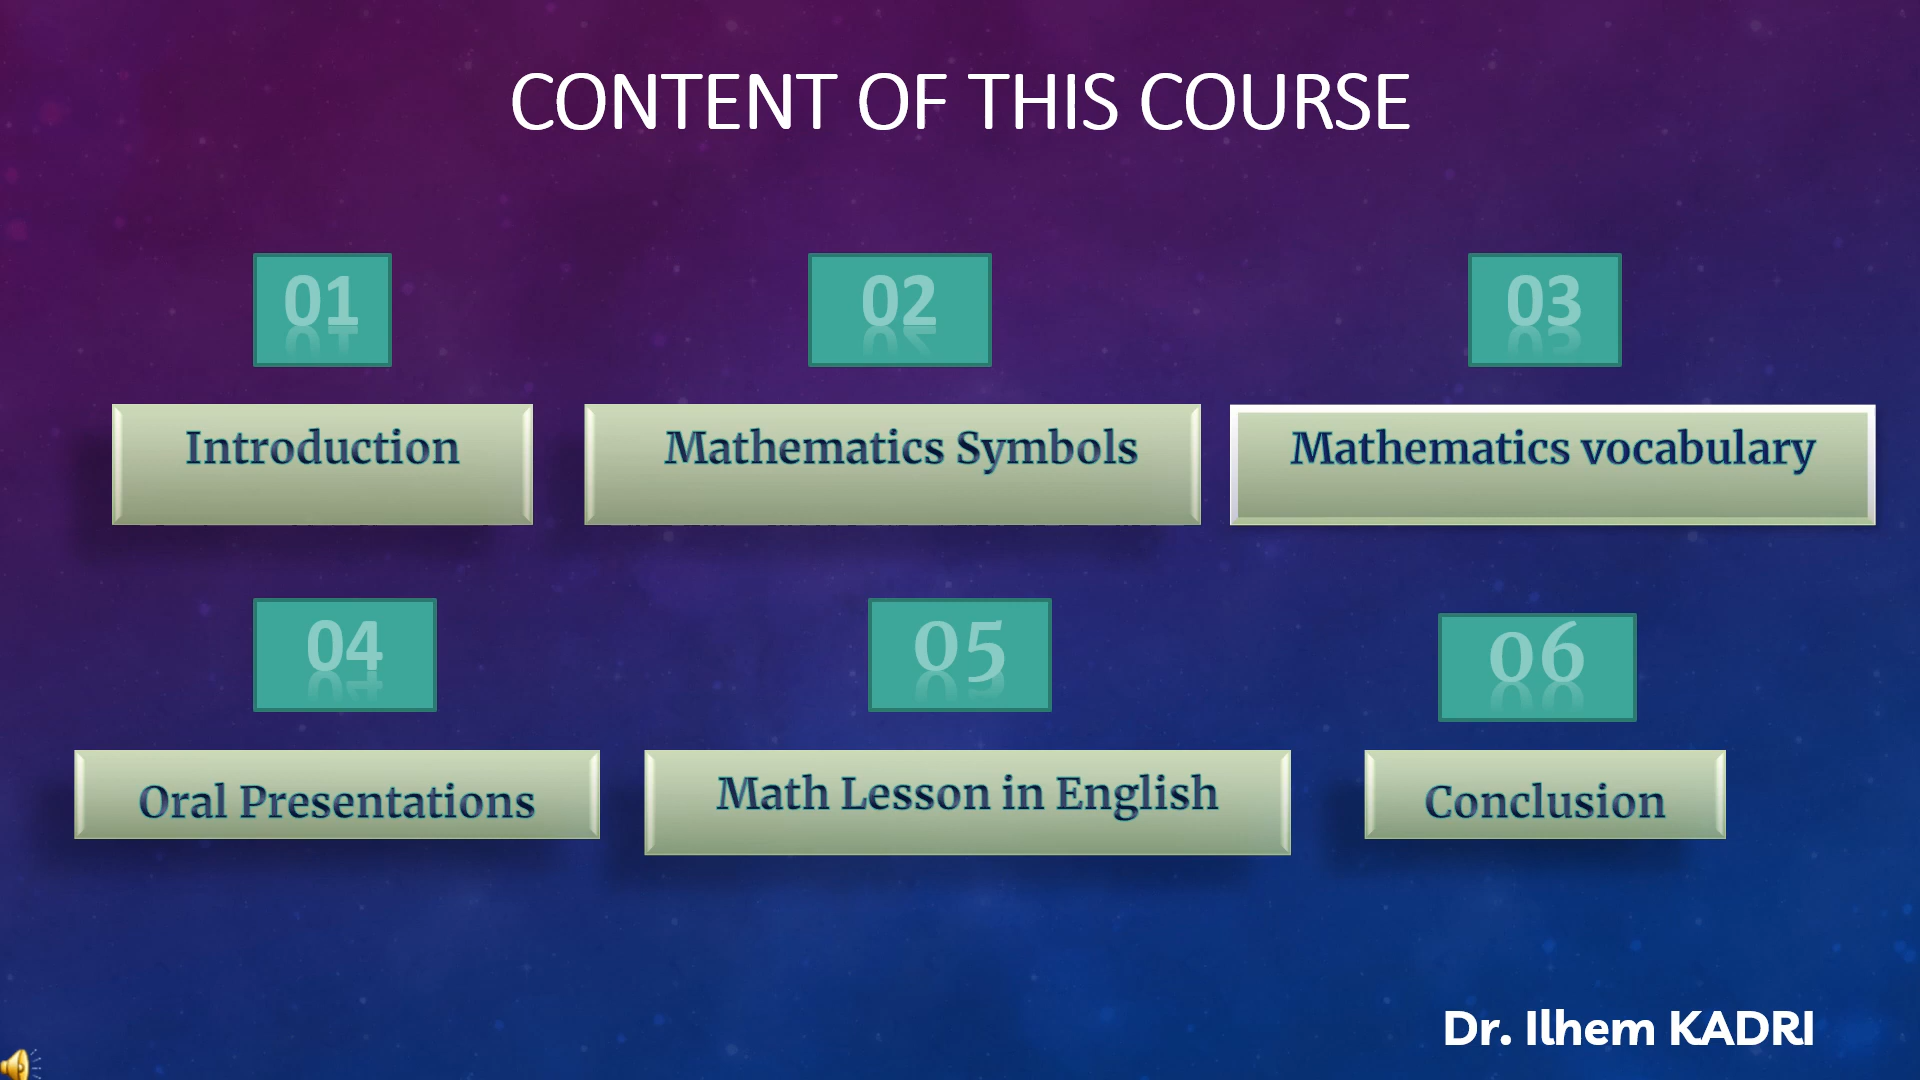 CONTENT OF THIS COURSE
01
02
03
Introduction
Mathematics Symbols
Mathematics vocabulary
04
05
06
Oral Presentations
Math Lesson in English
Conclusion
Dr. Ilhem KADRI